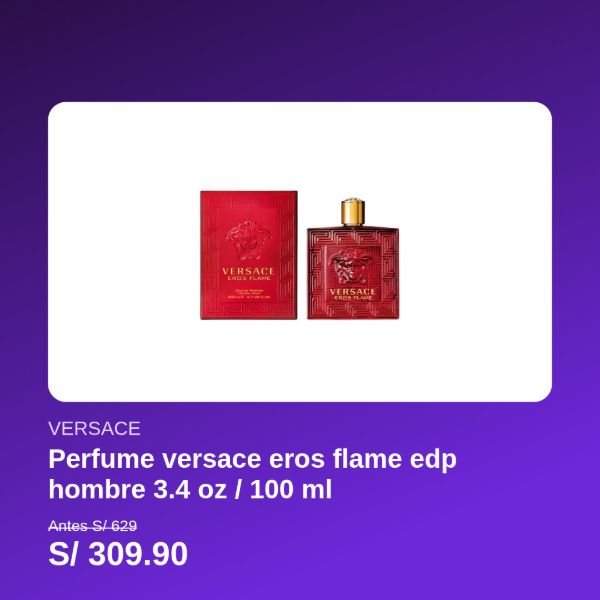 VERSACE
EROS FLAME
VERSACE
EROS FLAME
VERSACE
Perfume versace eros flame edp
hombre 3.4 oz / 100 ml
Antes S/ 629
S/ 309.90